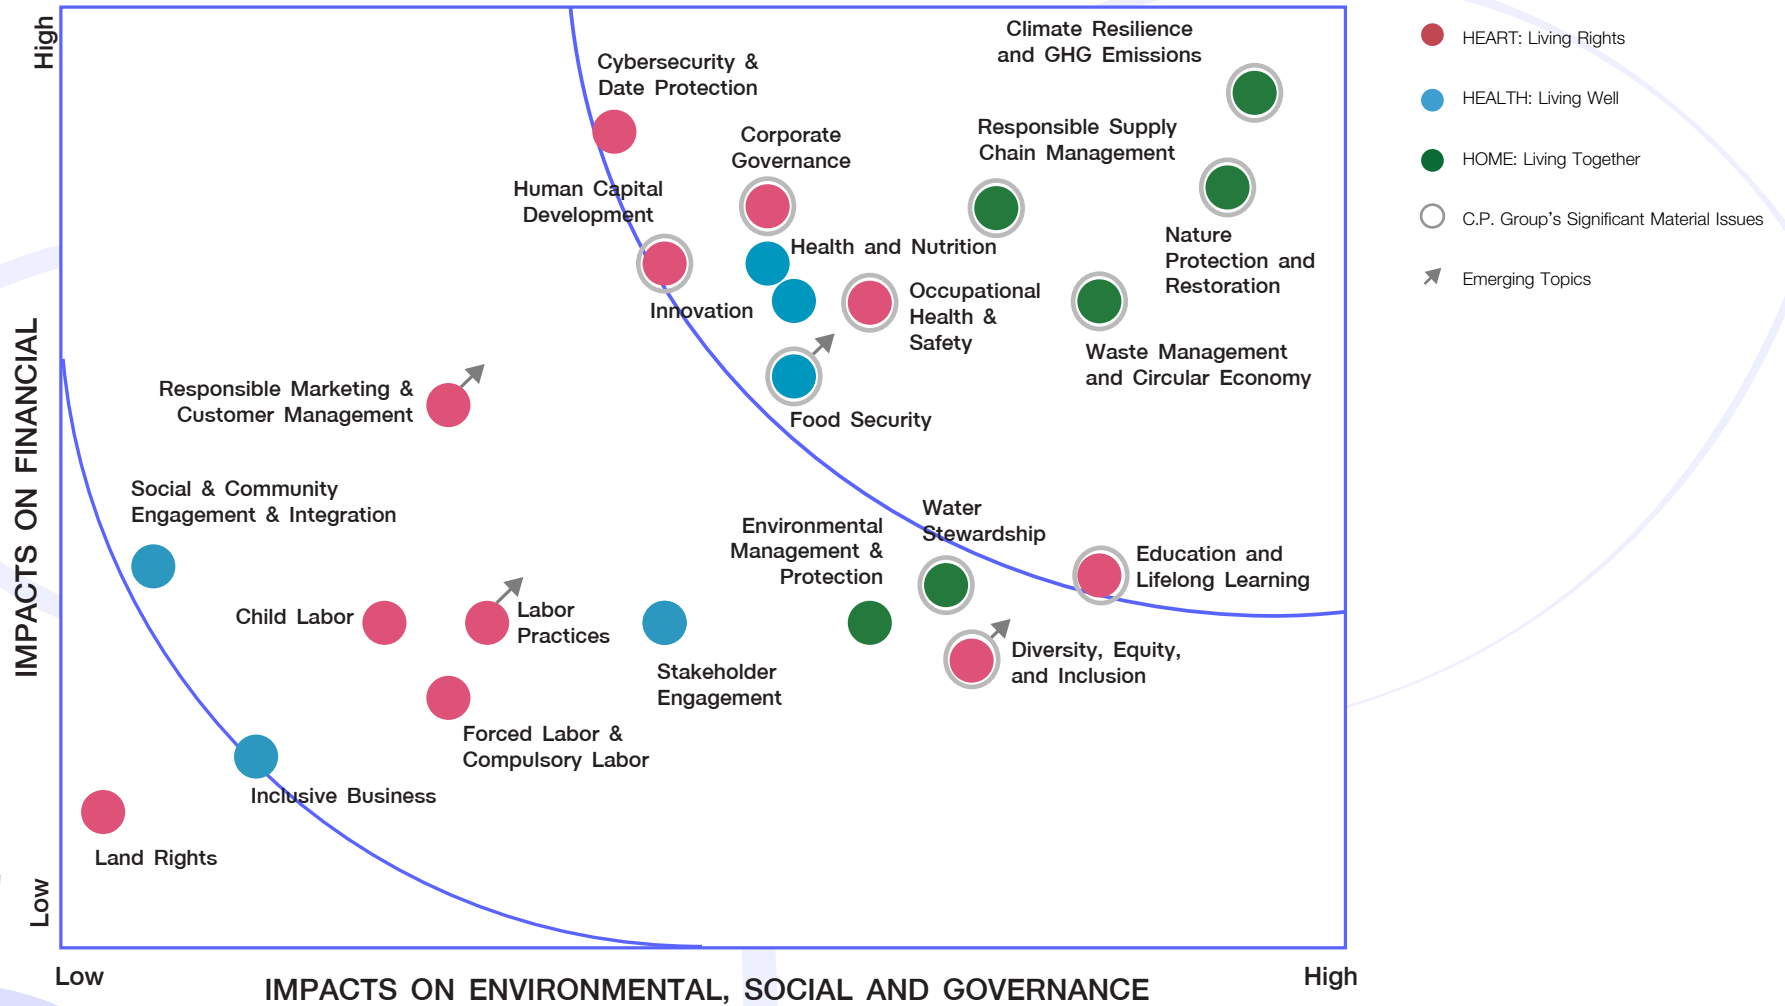 High
Climate Resilience
and GHG Emissions
Cybersecurity &
Date Protection
Corporate
Governance
Responsible Supply
Chain Management
Human Capital
Development
Health and Nutrition
Innovation
Occupational
Health &
Safety
Nature
Protection and
Restoration
Waste Management
and Circular Economy
Food Security
Responsible Marketing &
Customer Management
Social & Community
Engagement & Integration
Water
Stewardship
Environmental
Management &
Protection
Education and
Lifelong Learning
Child Labor
Labor
Practices
Stakeholder
Engagement
Diversity, Equity,
and Inclusion
Forced Labor &
Compulsory Labor
Inclusive Business
Land Rights
IMPACTS ON FINANCIAL
Low
Low
High
IMPACTS ON ENVIRONMENTAL, SOCIAL AND GOVERNANCE
HEART: Living Rights
HEALTH: Living Well
HOME: Living Together
C.P. Group's Significant Material Issues
Emerging Topics